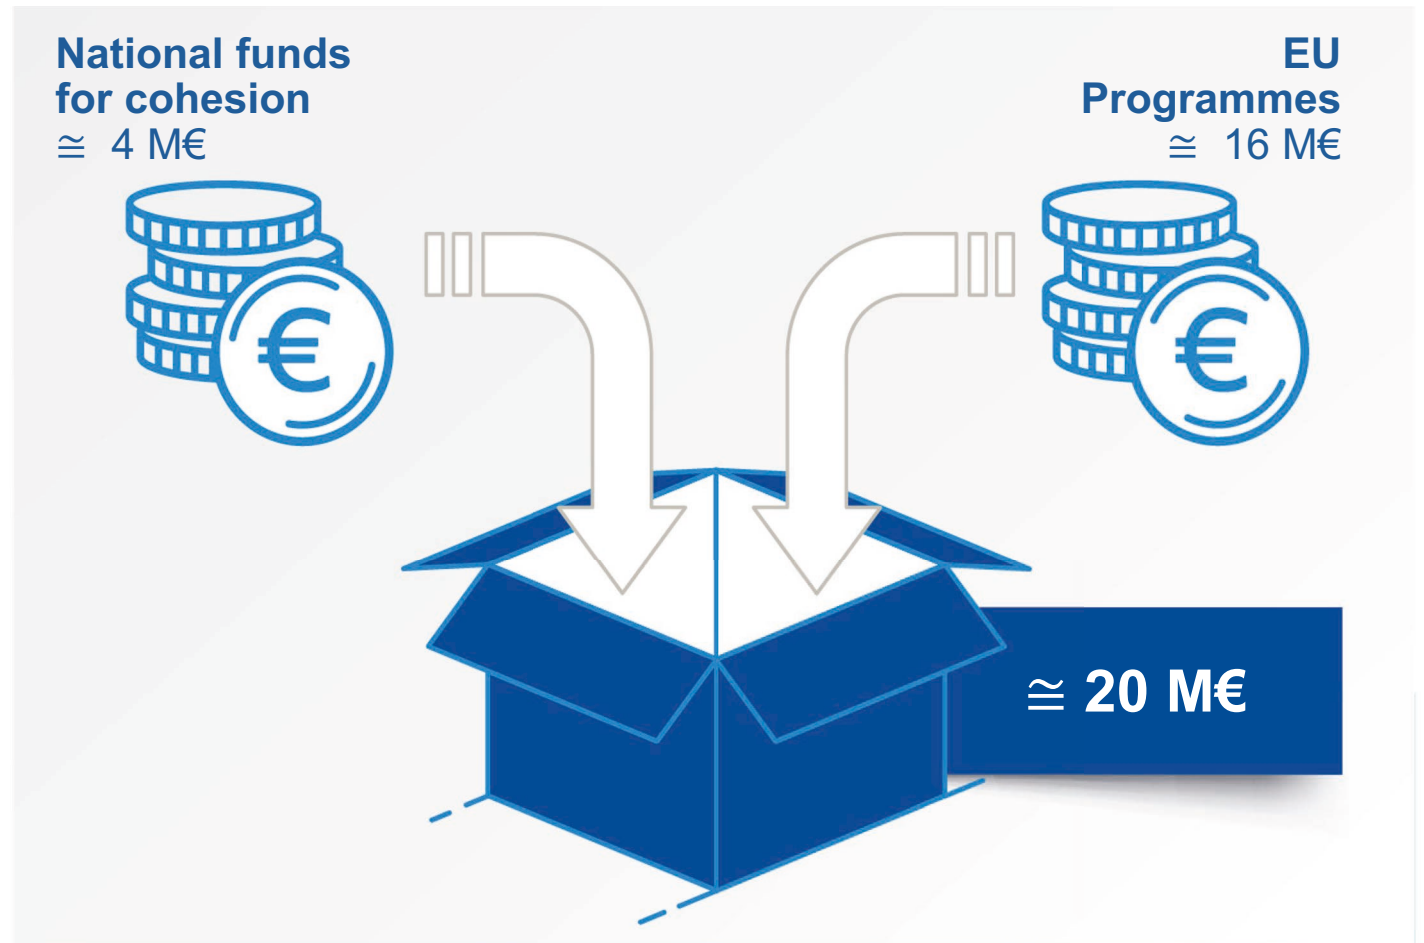 National funds
for cohesion
≅ 4 M€
EU
Programmes
≅ 16 M€
€
€
≅ 20 M€